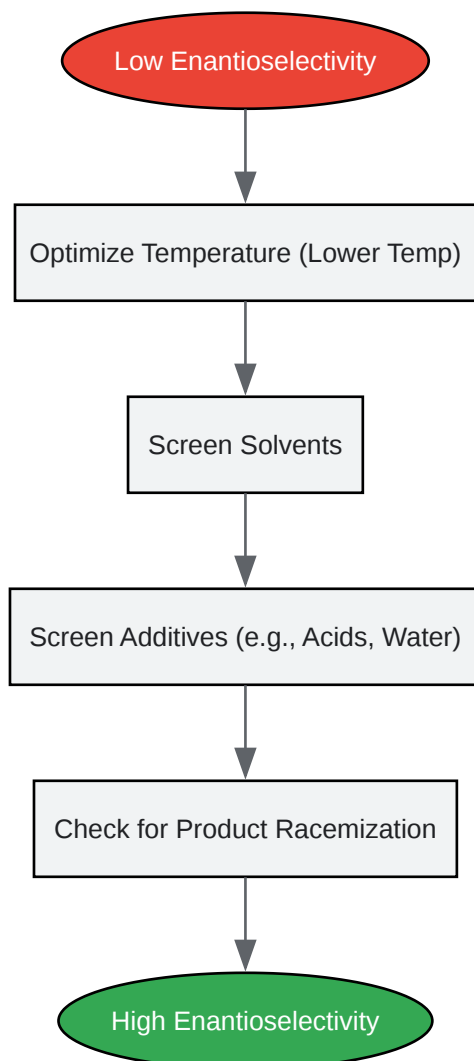 Low Enantioselectivity
Optimize Temperature (Lower Temp)
Screen Solvents
Screen Additives (e.g., Acids, Water)
Check for Product Racemization
High Enantioselectivity